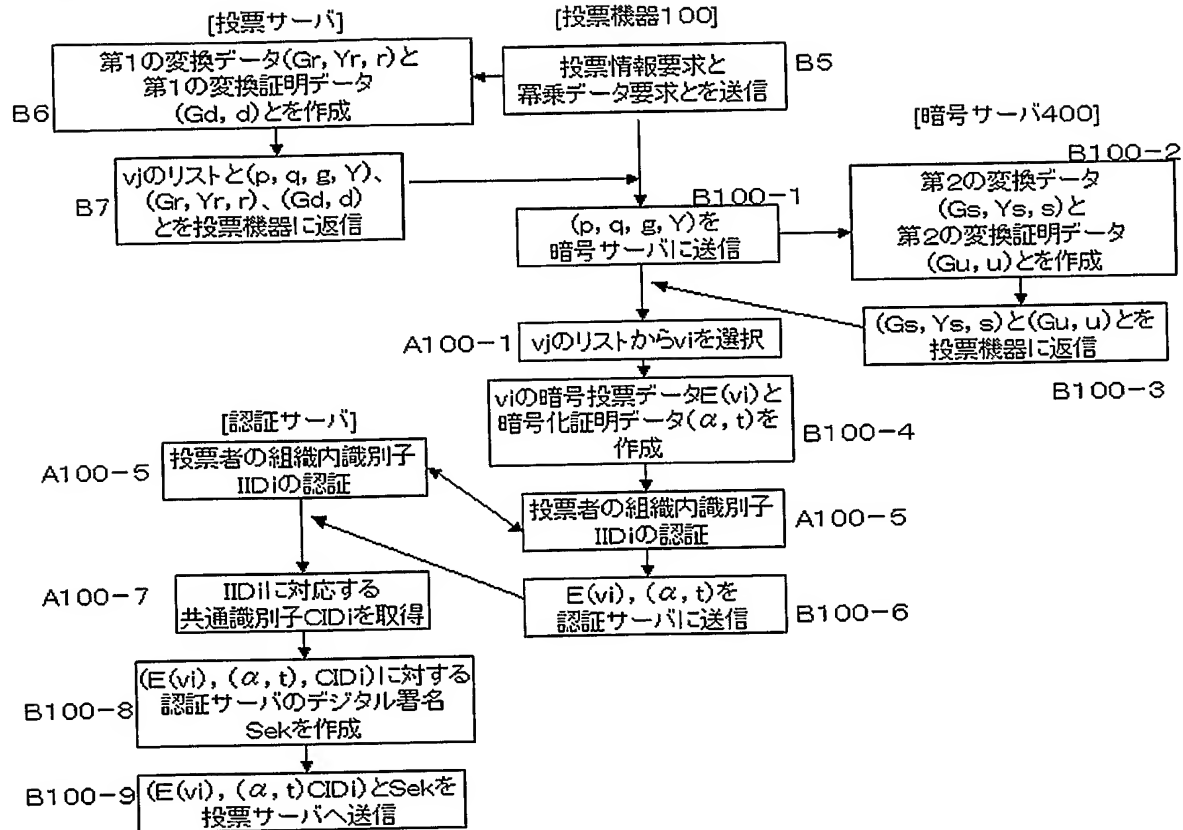 [投票サーバ]
[投票機器100]
第1の変換データ(Gr, Yr, r)と
第1の変換証明データ
(Gd, d)とを作成
B6
投票情報要求と
冪乗データ要求とを送信
B5
[暗号サーバ400]
vjのリストと(p, q, g, Y)、
(Gr, Yr, r)、(Gd, d)
とを投票機器に返信
B7
B100-1
(p, q, g, Y)を
暗号サーバに送信
B100-2
第2の変換データ
(Gs, Ys, s)と
第2の変換証明データ
(Gu, u)とを作成
(Gs, Ys, s)と(Gu, u)とを
投票機器に返信
B100-3
A100-1
vjのリストからviを選択
viの暗号投票データE(vi)と
暗号化証明データ(α, t)を
作成
B100-4
[認証サーバ]
A100-5
投票者の組織内識別子
IIDiの認証
投票者の組織内識別子
IIDiの認証
A100-5
A100-7
IIDiに対応する
共通識別子CIDiを取得
E(vi), (α, t)を
認証サーバに送信
B100-6
(E(vi), (α, t), CIDi)に対する
認証サーバのデジタル署名
Sekを作成
B100-8
B100-9
(E(vi), (α, t)CIDi)とSekを
投票サーバへ送信